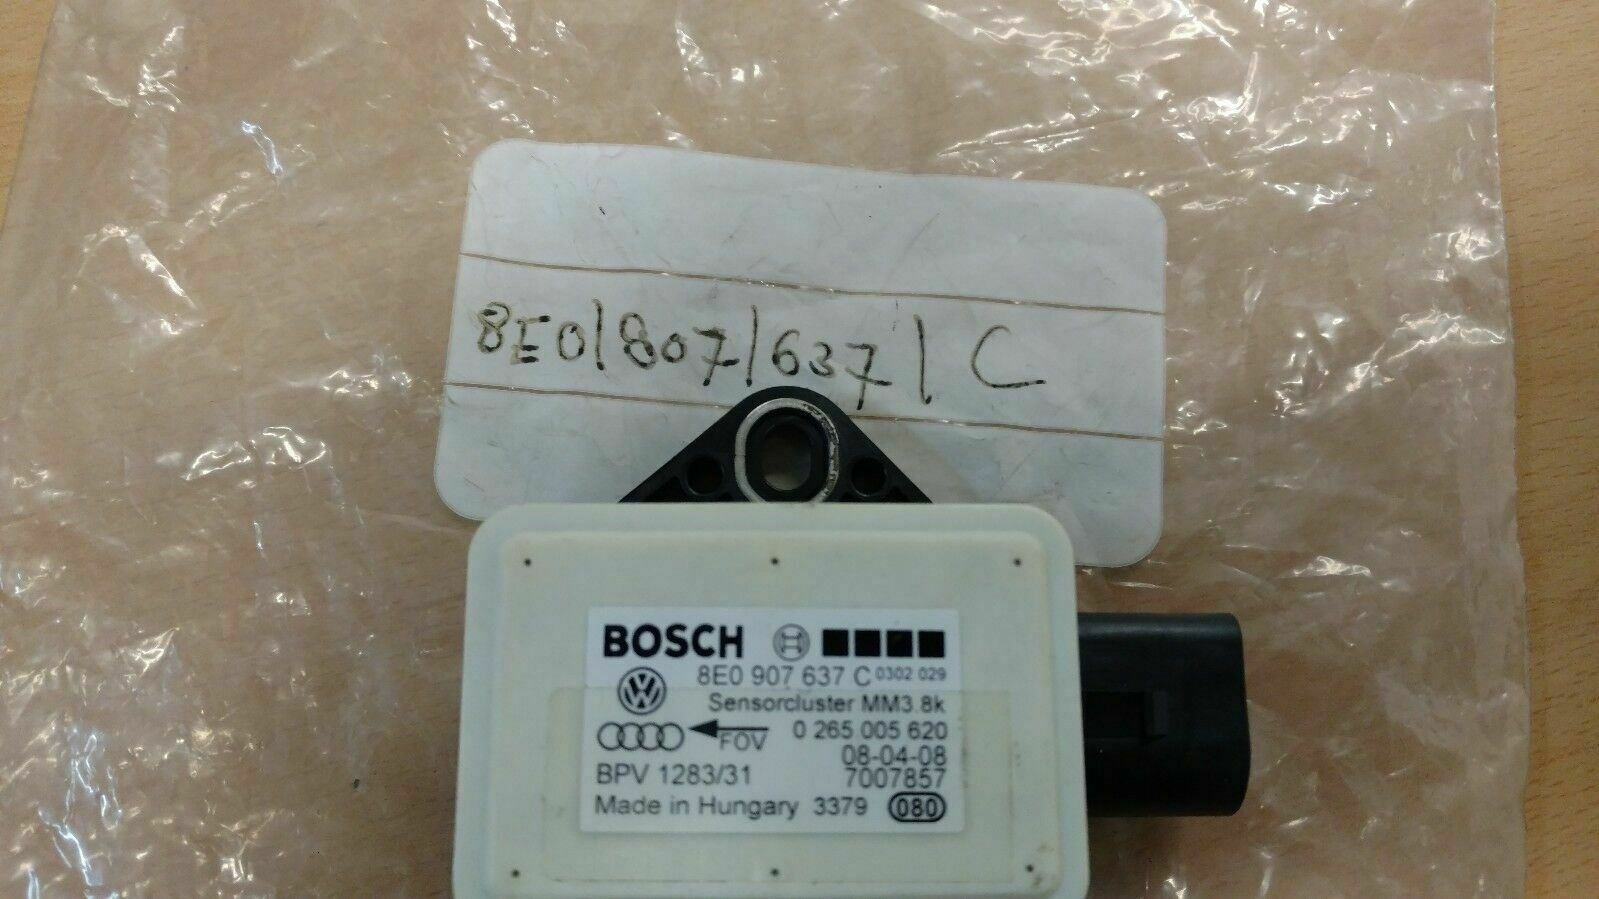 8E0/807/637/C
BOSCH
8E0 907 637 C 0302 029
Sensorcluster MM3.8k
FOV 0 265 005 620
08-04-08
BPV 1283/31 7007857
Made in Hungary 3379 080